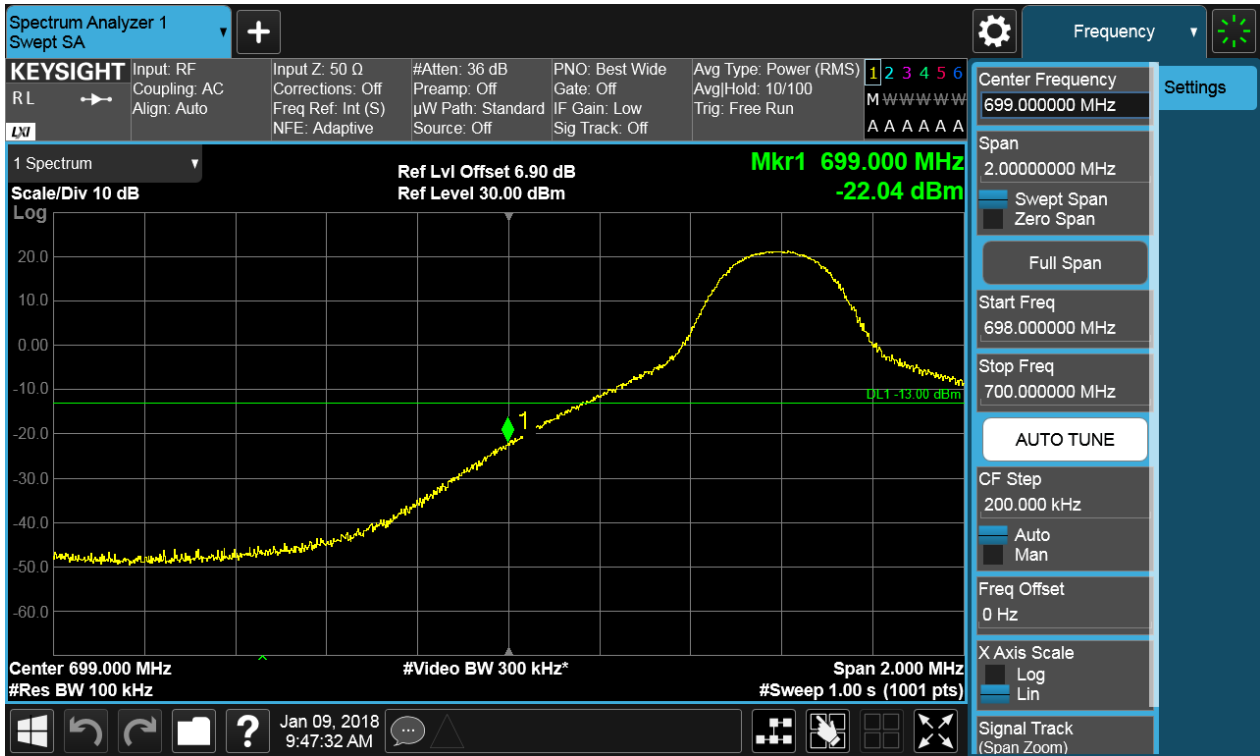 Spectrum Analyzer 1
Swept SA
Frequency
KEYSIGHT
R L
LXI
Input: RF
Coupling: AC
Align: Auto
Input Z: 50 Ω
Corrections: Off
Freq Ref: Int (S)
NFE: Adaptive
#Atten: 36 dB
Preamp: Off
µW Path: Standard
Source: Off
PNO: Best Wide
Gate: Off
IF Gain: Low
Sig Track: Off
Avg Type: Power (RMS)
Avg|Hold: 10/100
Trig: Free Run
1 2 3 4 5 6
M W W W W W
A A A A A A
1 Spectrum
Scale/Div 10 dB
Log
Ref Lvl Offset 6.90 dB
Ref Level 30.00 dBm
Mkr1 699.000 MHz
-22.04 dBm
20.0
10.0
0.00
-10.0
DL1 -13.00 dBm
1
-20.0
-30.0
-40.0
-50.0
-60.0
Center 699.000 MHz
#Video BW 300 kHz*
Span 2.000 MHz
#Res BW 100 kHz
#Sweep 1.00 s (1001 pts)
Center Frequency
699.000000 MHz
Settings
Span
2.00000000 MHz
Swept Span
Zero Span
Full Span
Start Freq
698.000000 MHz
Stop Freq
700.000000 MHz
AUTO TUNE
CF Step
200.000 kHz
Auto
Man
Freq Offset
0 Hz
X Axis Scale
Log
Lin
Signal Track
(Span Zoom)
?
Jan 09, 2018
9:47:32 AM